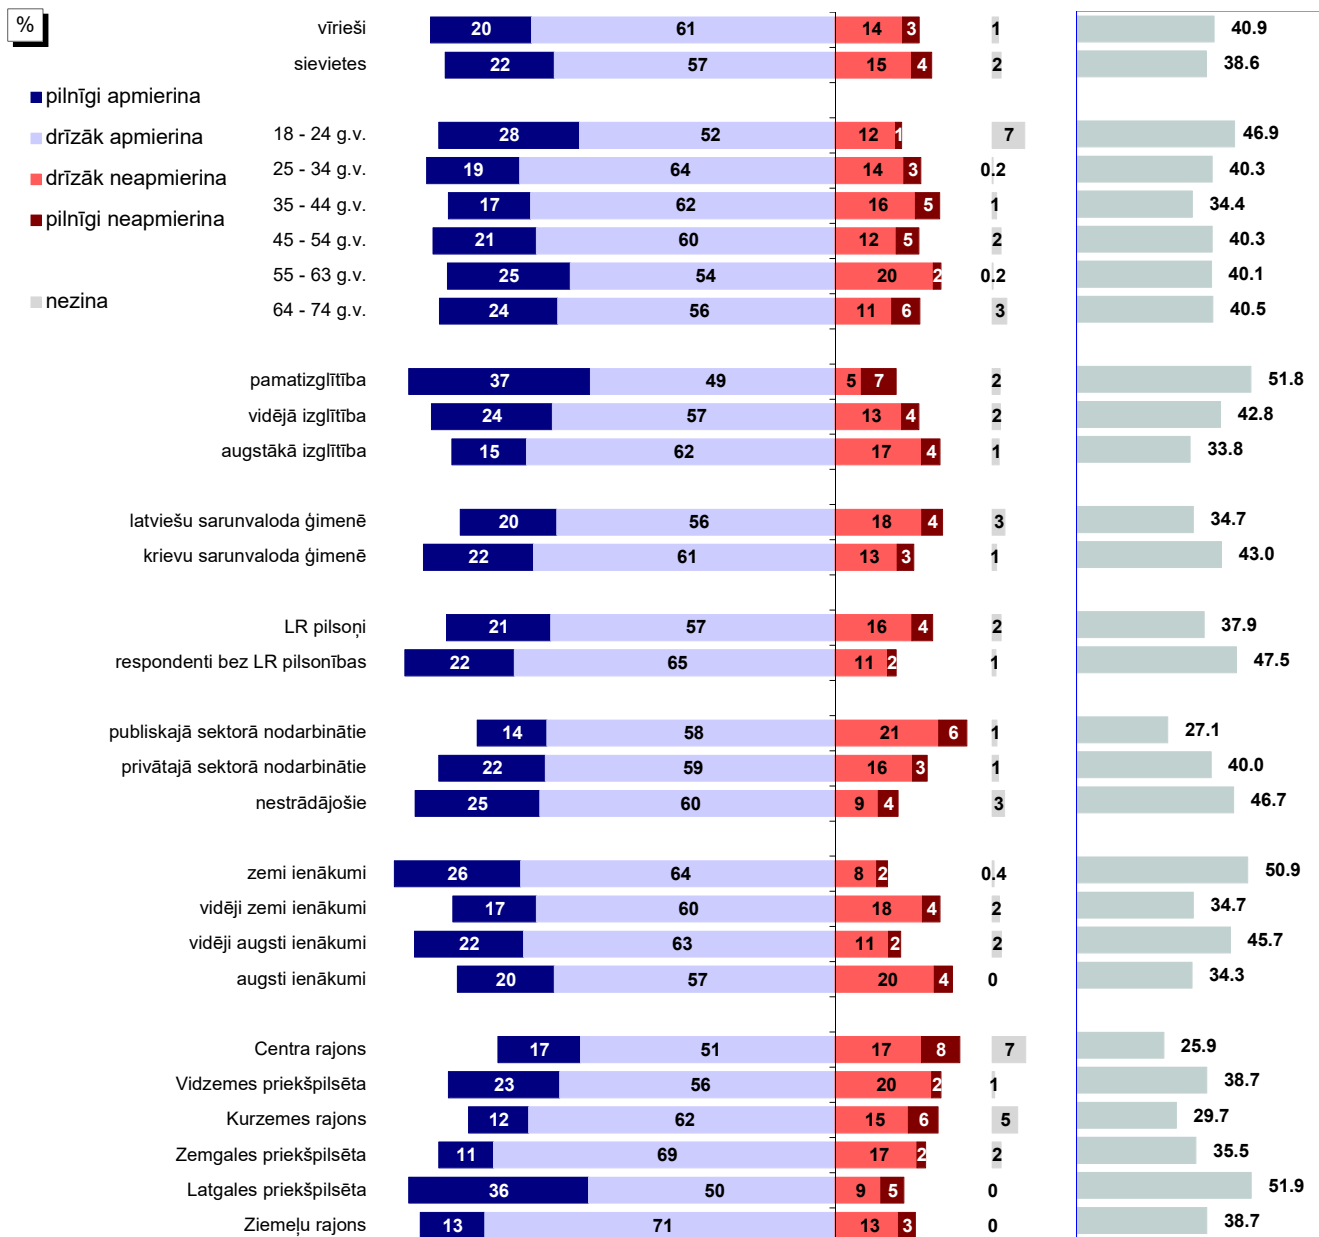 %
pilnīgi apmierina
drīzāk apmierina
drīzāk neapmierina
pilnīgi neapmierina
nezina
vīrieši 20 61 14 3 1 40.9
sievietes 22 57 15 4 2 38.6
18 - 24 g.v. 28 52 12 1 7 46.9
25 - 34 g.v. 19 64 14 3 0.2 40.3
35 - 44 g.v. 17 62 16 5 1 34.4
45 - 54 g.v. 21 60 12 5 2 40.3
55 - 63 g.v. 25 54 20 2 0.2 40.1
64 - 74 g.v. 24 56 11 6 3 40.5
pamatizglītība 37 49 5 7 2 51.8
vidējā izglītība 24 57 13 4 2 42.8
augstākā izglītība 15 62 17 4 1 33.8
latviešu sarunvaloda ģimenē 20 56 18 4 3 34.7
krievu sarunvaloda ģimenē 22 61 13 3 1 43.0
LR pilsoņi 21 57 16 4 2 37.9
respondenti bez LR pilsonības 22 65 11 2 1 47.5
publiskajā sektorā nodarbinātie 14 58 21 6 1 27.1
privātajā sektorā nodarbinātie 22 59 16 3 1 40.0
nestrādājošie 25 60 9 4 3 46.7
zemi ienākumi 26 64 8 2 0.4 50.9
vidēji zemi ienākumi 17 60 18 4 2 34.7
vidēji augsti ienākumi 22 63 11 2 2 45.7
augsti ienākumi 20 57 20 4 0 34.3
Centra rajons 17 51 17 8 7 25.9
Vidzemes priekšpilsēta 23 56 20 2 1 38.7
Kurzemes rajons 12 62 15 6 5 29.7
Zemgales priekšpilsēta 11 69 17 2 2 35.5
Latgales priekšpilsēta 36 50 9 5 0 51.9
Ziemeļu rajons 13 71 13 3 0 38.7